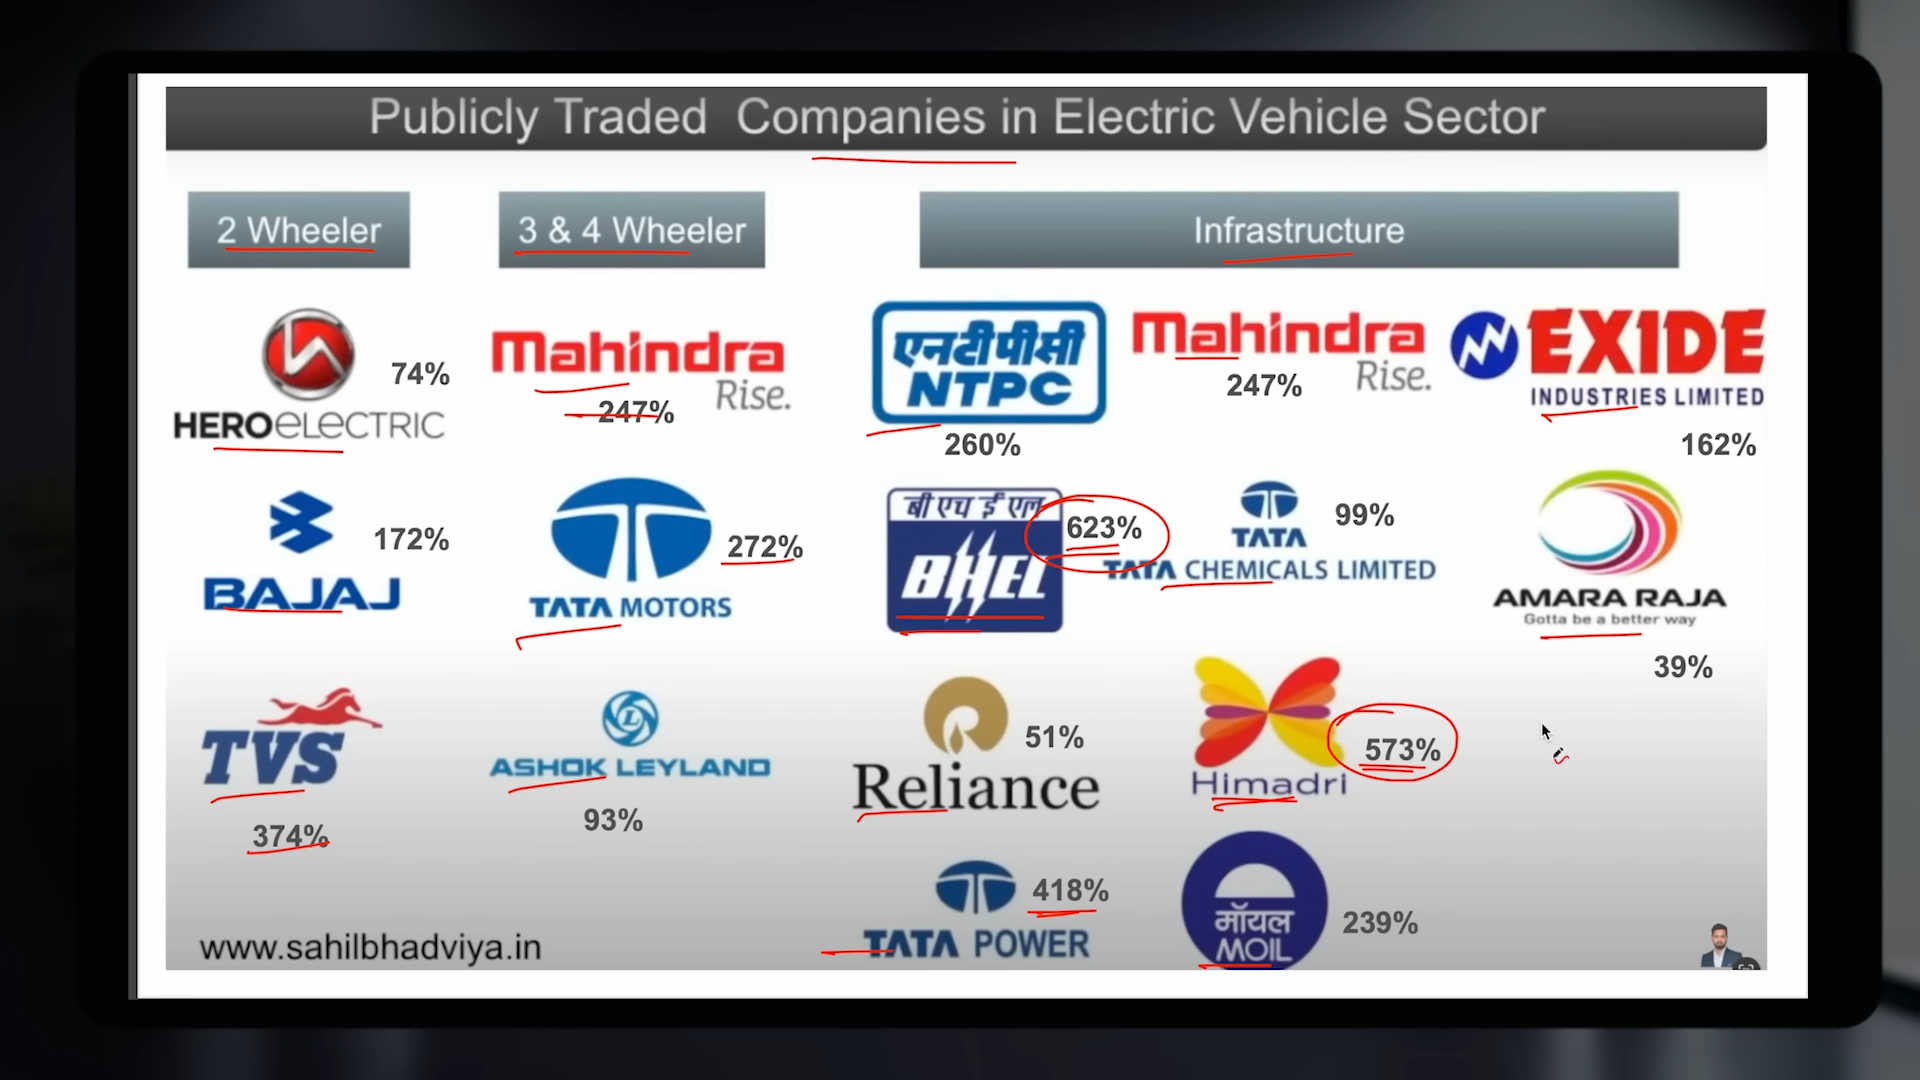 Publicly Traded Companies in Electric Vehicle Sector
2 Wheeler
3 & 4 Wheeler
Infrastructure
HEROELECTRIC
74%
BAJAJ
172%
TVS
374%
Mahindra
Rise.
247%
TATA MOTORS
272%
ASHOK LEYLAND
93%
एनटीपीसी
NTPC
260%
बी एच ई एल
BHEL
623%
Reliance
51%
TATA POWER
418%
Mahindra
Rise.
247%
TATA
TATA CHEMICALS LIMITED
99%
Himadri
573%
मॉयल
MOIL
239%
EXIDE
INDUSTRIES LIMITED
162%
AMARA RAJA
Gotta be a better way
39%
www.sahilbhadviya.in